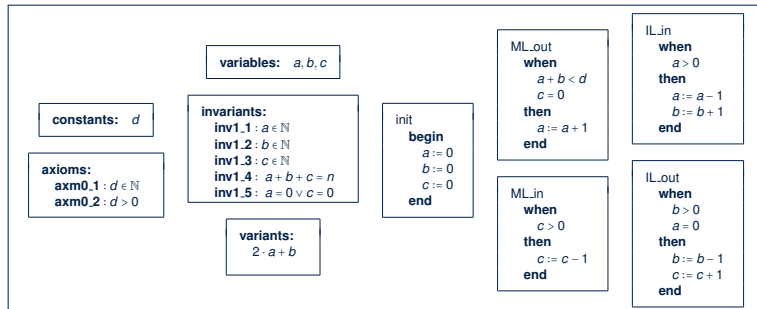 constants: d
axioms:
axm0_1 : d ∈ ℕ
axm0_2 : d > 0
variables: a, b, c
invariants:
inv1_1 : a ∈ ℕ
inv1_2 : b ∈ ℕ
inv1_3 : c ∈ ℕ
inv1_4 : a + b + c = n
inv1_5 : a = 0 ∨ c = 0
variants:
2 · a + b
init
begin
a := 0
b := 0
c := 0
end
ML_out
when
a + b < d
c = 0
then
a := a + 1
end
ML_in
when
c > 0
then
c := c − 1
end
IL_in
when
a > 0
then
a := a − 1
b := b + 1
end
IL_out
when
b > 0
a = 0
then
b := b − 1
c := c + 1
end